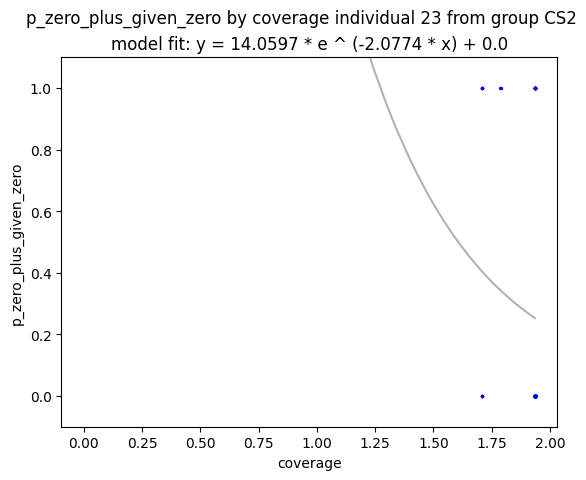 p_zero_plus_given_zero by coverage individual 23 from group CS2
model fit: y = 14.0597 * e ^ (-2.0774 * x) + 0.0
p_zero_plus_given_zero
1.0
0.8
0.6
0.4
0.2
0.0
0.00 0.25 0.50 0.75 1.00 1.25 1.50 1.75 2.00
coverage